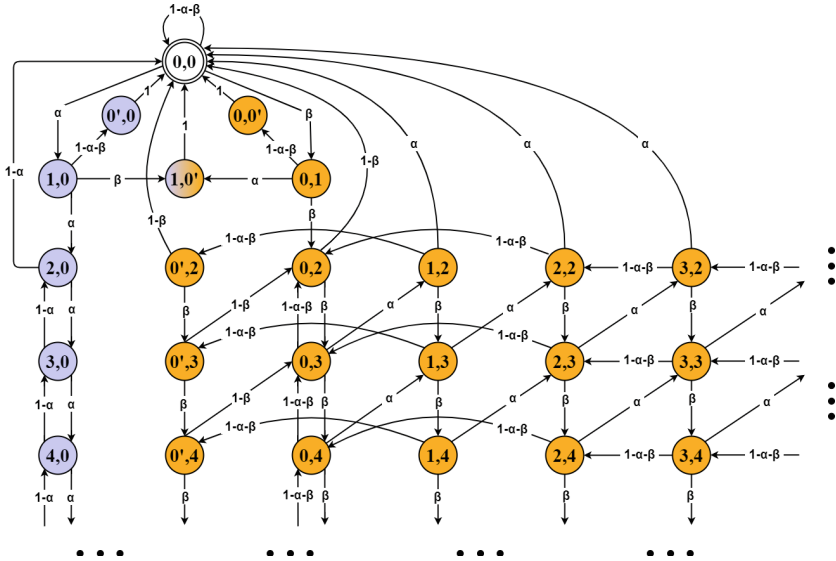 1-α-β
0,0
α
1
1
β
0',0
0,0'
1-α-β
1-α-β
1
α
α
α
1-β
1-α
1,0
β
1,0'
α
0,1
α
1-β
β
1-α-β
1-α-β
2,0
0',2
0,2
1,2
2,2
1-α-β
3,2
1-α-β
1-α
α
β
1-β
1-α-β
β
α
β
α
β
α
β
α
1-α-β
1-α-β
3,0
0',3
0,3
1,3
2,3
1-α-β
3,3
1-α-β
1-α
α
β
1-β
1-α-β
β
α
β
α
β
α
β
α
1-α-β
1-α-β
4,0
0',4
0,4
1,4
2,4
1-α-β
3,4
1-α-β
1-α
α
β
1-α-β
β
β
β
β